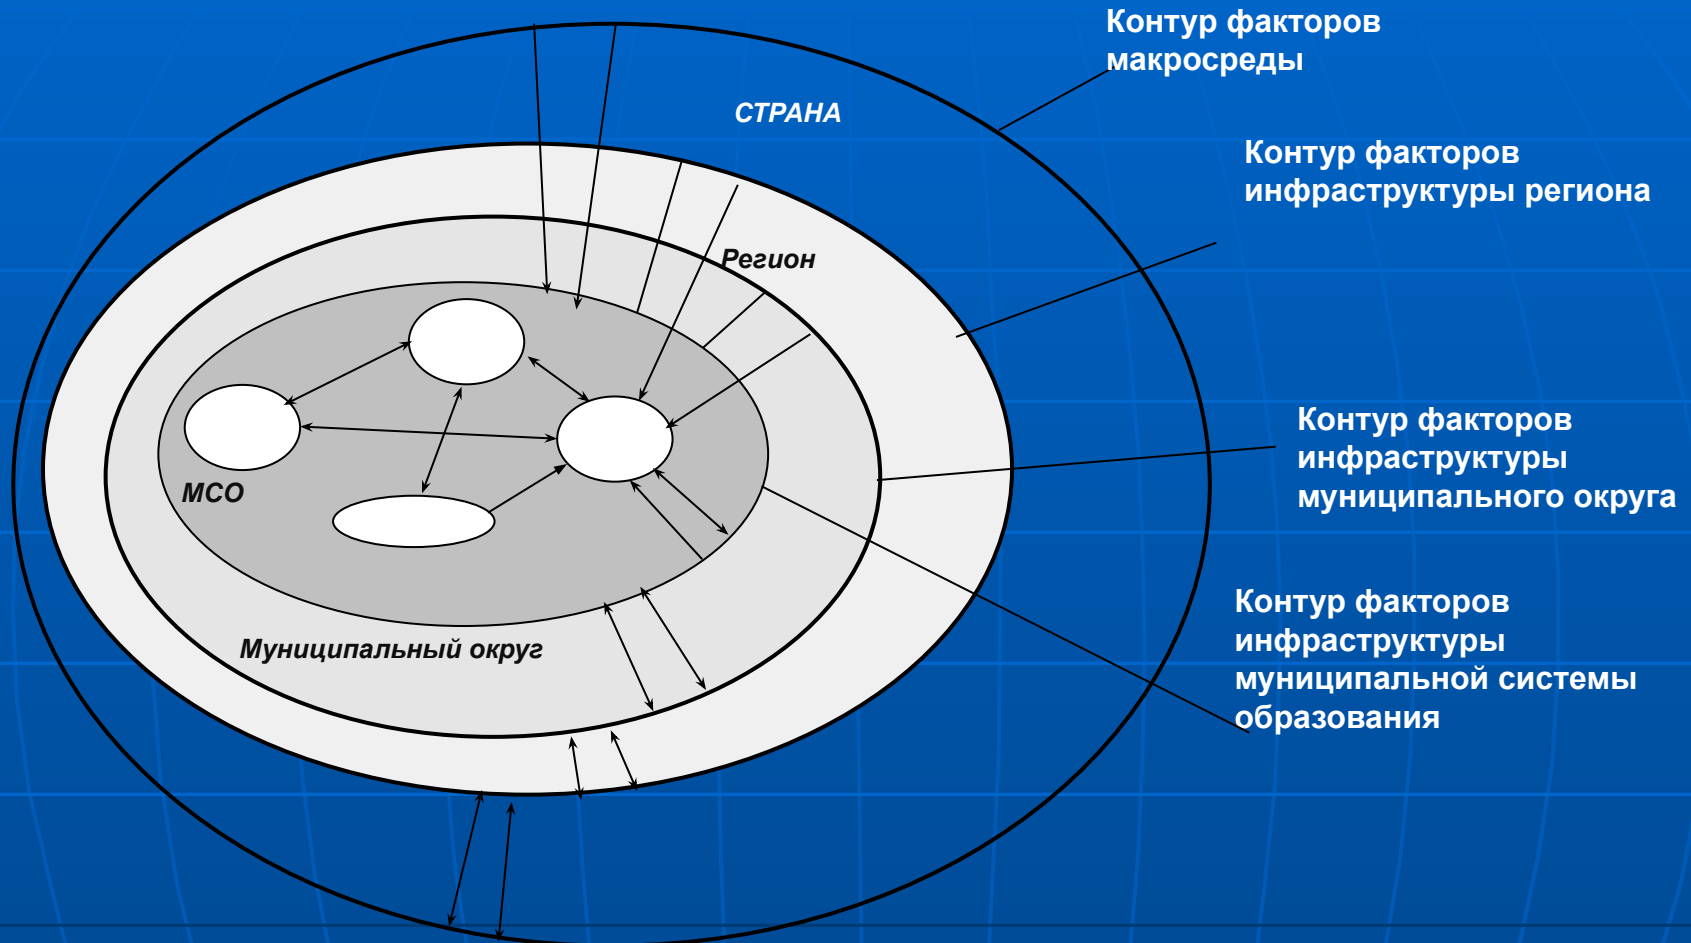 Контур факторов
макросреды
СТРАНА
Контур факторов
инфраструктуры региона
Регион
Контур факторов
инфраструктуры
муниципального округа
МСО
Контур факторов
инфраструктуры
муниципальной системы
образования
Муниципальный округ